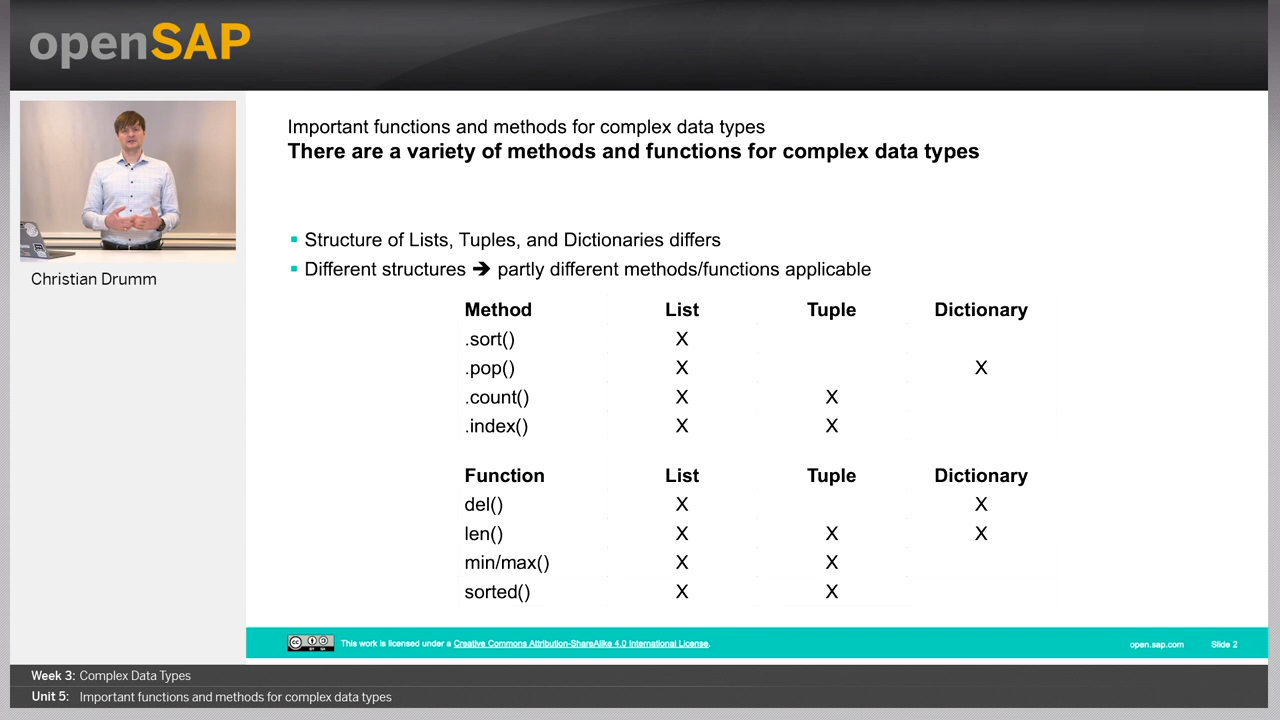 openSAP
Christian Drumm
Important functions and methods for complex data types
There are a variety of methods and functions for complex data types
▪ Structure of Lists, Tuples, and Dictionaries differs
▪ Different structures ➔ partly different methods/functions applicable
Method List Tuple Dictionary
.sort() X
.pop() X X
.count() X X
.index() X X
Function List Tuple Dictionary
del() X X
len() X X X
min/max() X X
sorted() X X
cc BY SA This work is licensed under a Creative Commons Attribution-ShareAlike 4.0 International License. open.sap.com Slide 2
Week 3: Complex Data Types
Unit 5: Important functions and methods for complex data types